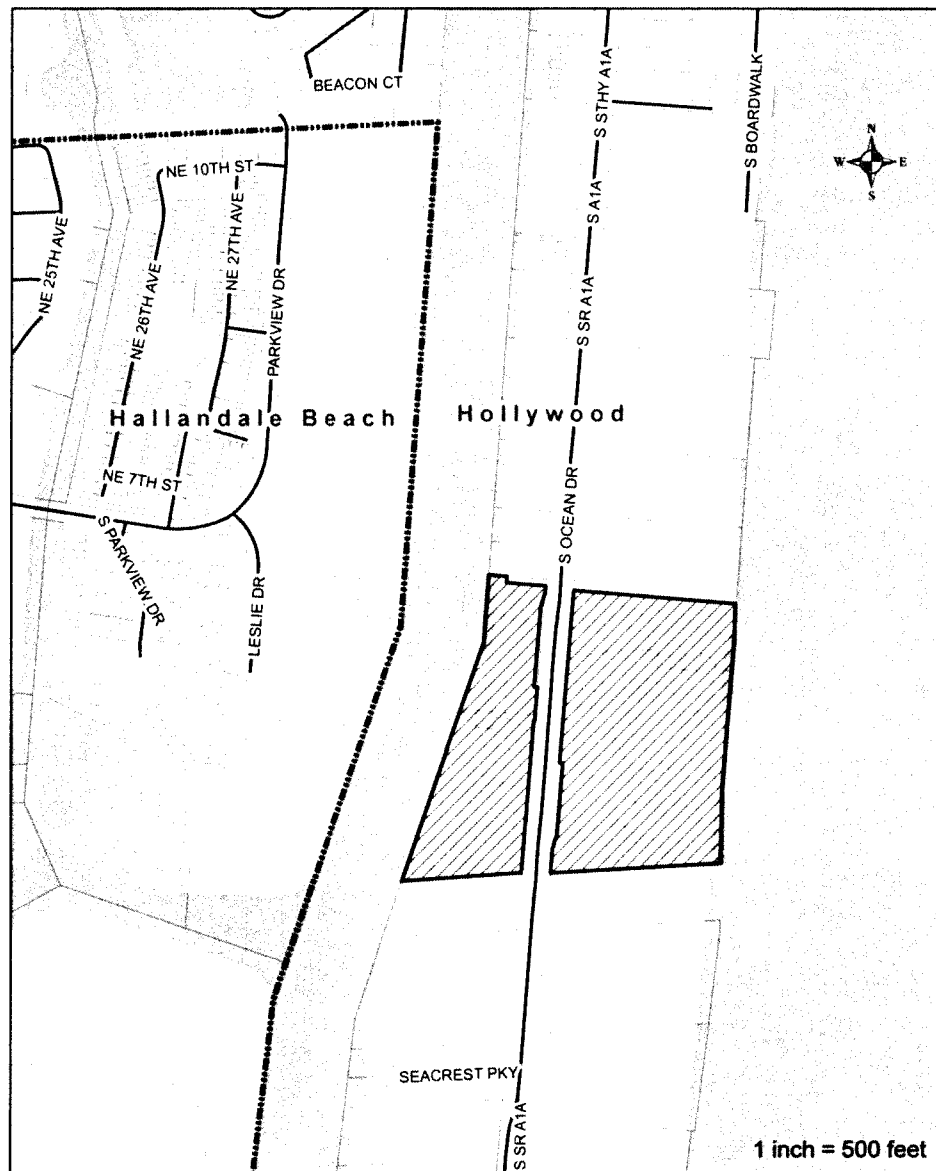 BEACON CT
S STHY A1A
S BOARDWALK
N
W E
S
NE 10TH ST
NE 25TH AVE
NE 26TH AVE
NE 27TH AVE
PARKVIEW DR
S A1A
S SR A1A
Hallandale Beach
Hollywood
NE 7TH ST
S PARKVIEW DR
LESLIE DR
S OCEAN DR
SEACREST PKY
S SR A1A
1 inch = 500 feet